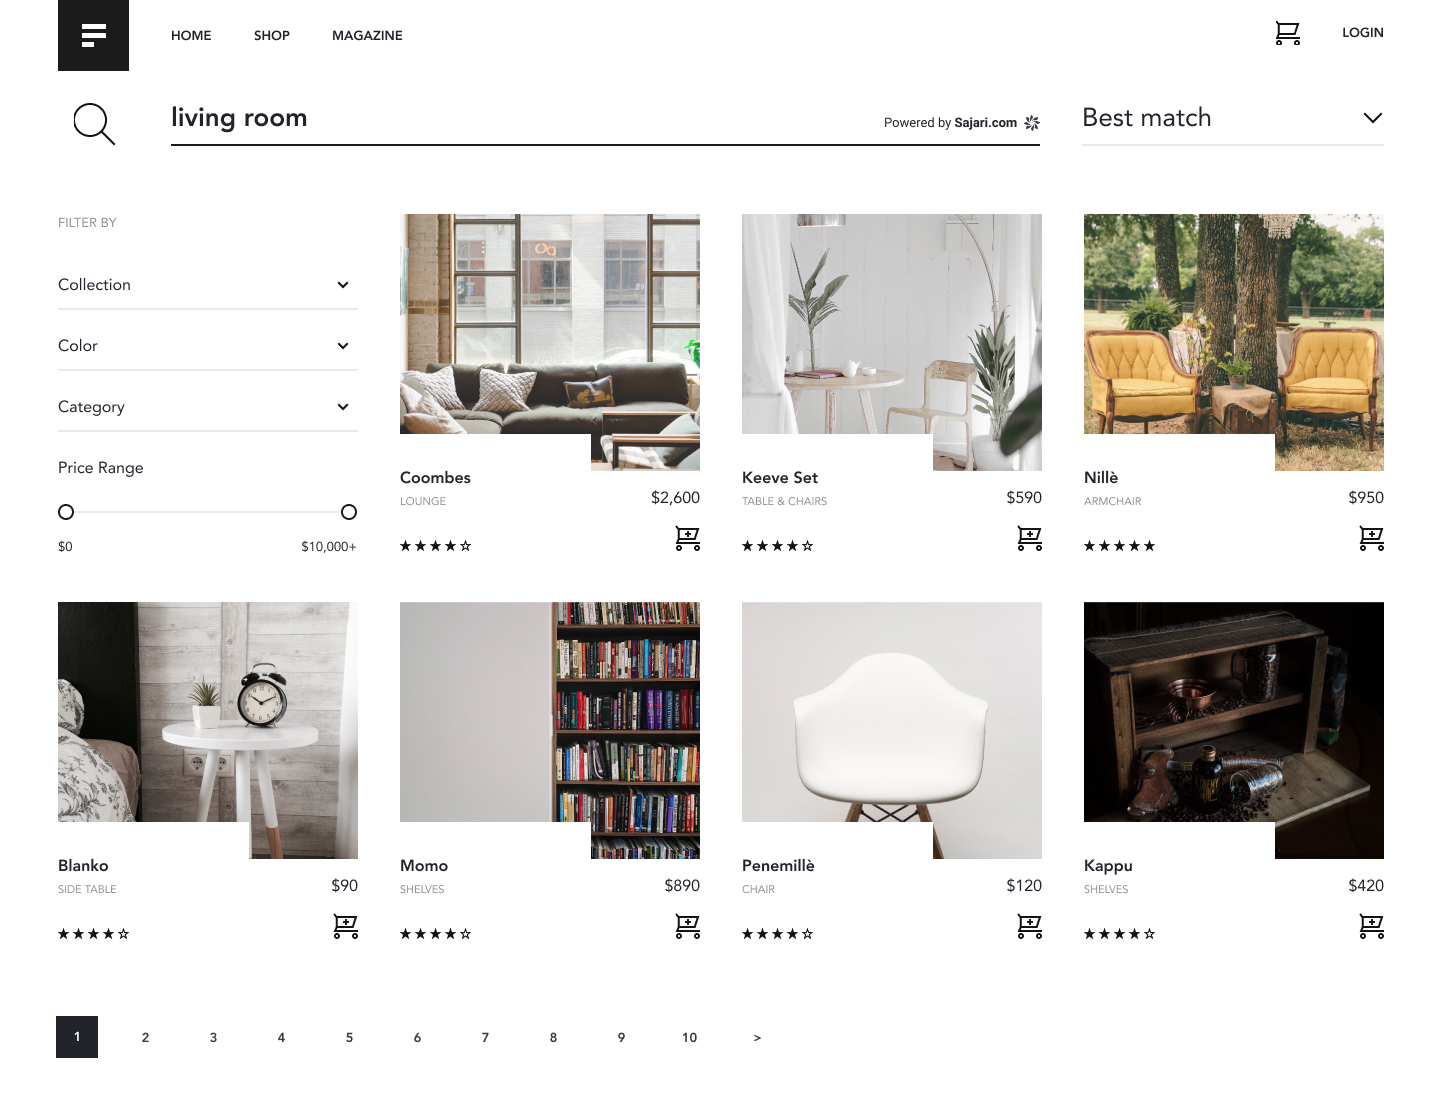 HOME
SHOP
MAGAZINE
LOGIN
living room
Powered by Sajari.com
Best match
FILTER BY
Collection
Color
Category
Price Range
$0
$10,000+
Coombes
LOUNGE
$2,600
Keeve Set
TABLE & CHAIRS
$590
Nillè
ARMCHAIR
$950
Blanko
SIDE TABLE
$90
Momo
SHELVES
$890
Penemillè
CHAIR
$120
Kappu
SHELVES
$420
1 2 3 4 5 6 7 8 9 10 >